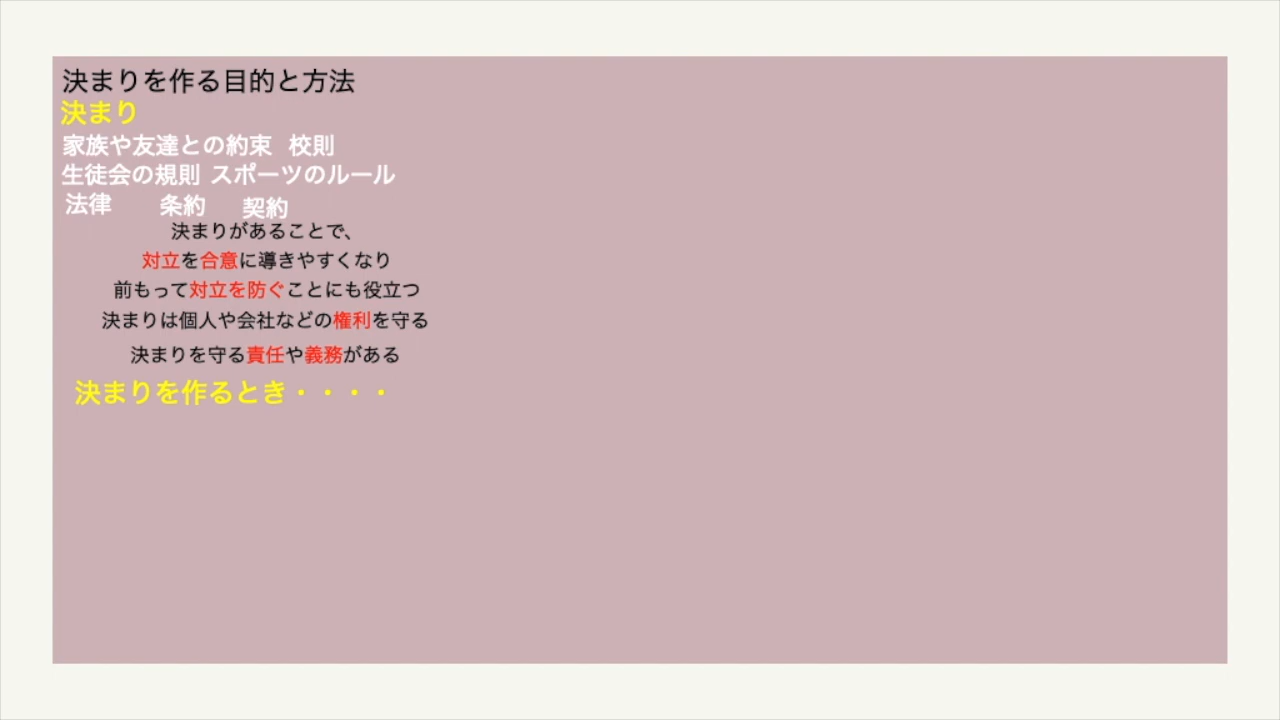 決まりを作る目的と方法
決まり
家族や友達との約束 校則
生徒会の規則 スポーツのルール
法律 条約 契約
決まりがあることで、
対立を合意に導きやすくなり
前もって対立を防ぐことにも役立つ
決まりは個人や会社などの権利を守る
決まりを守る責任や義務がある
決まりを作るとき・・・・